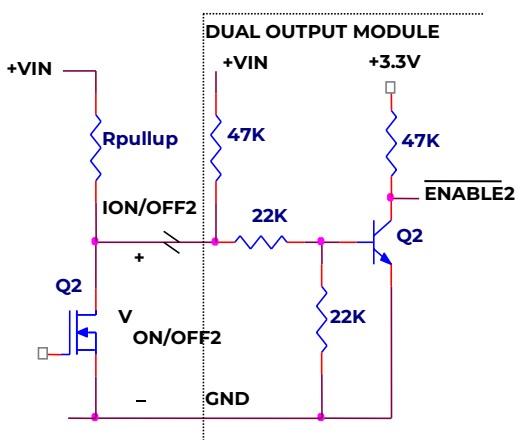 DUAL OUTPUT MODULE
+VIN
+VIN
+3.3V
Rpullup
47K
47K
ION/OFF2
ENABLE2
22K
Q2
+
Q2
V
ON/OFF2
22K
–
GND